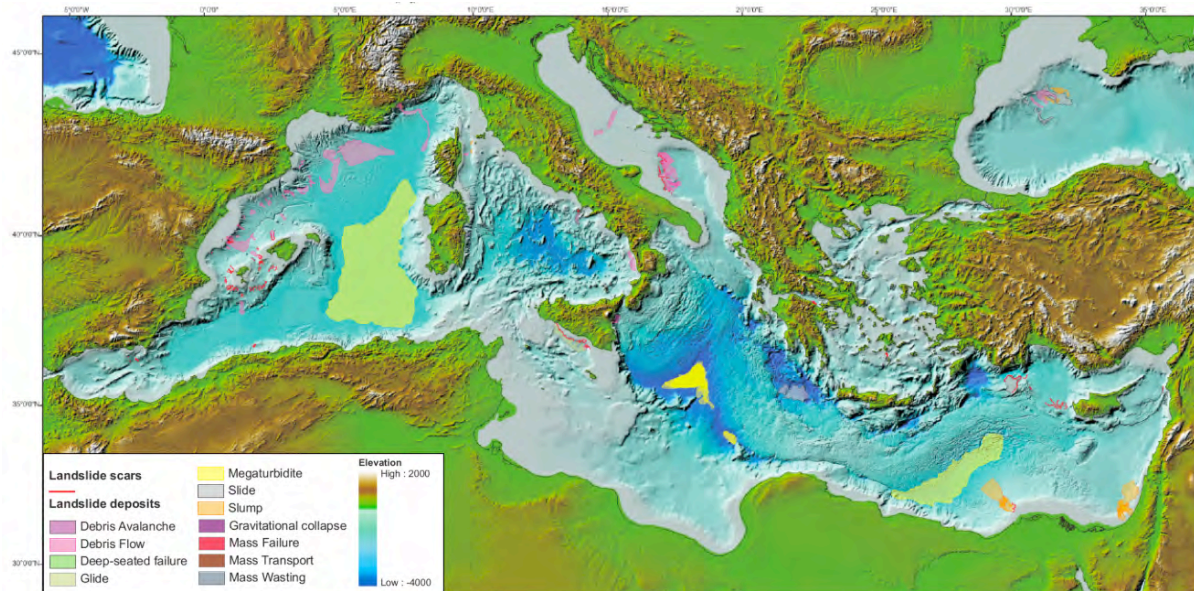 5°0'0"W
0°0'0"E
5°0'0"E
10°0'0"E
15°0'0"E
20°0'0"E
25°0'0"E
30°0'0"E
35°0'0"E
45°0'0"N
40°0'0"N
35°0'0"N
30°0'0"N
Landslide scars
Landslide deposits
Debris Avalanche
Debris Flow
Deep-seated failure
Glide
Megaturbidite
Slide
Slump
Gravitational collapse
Mass Failure
Mass Transport
Mass Wasting
Elevation
High : 2000
Low : -4000